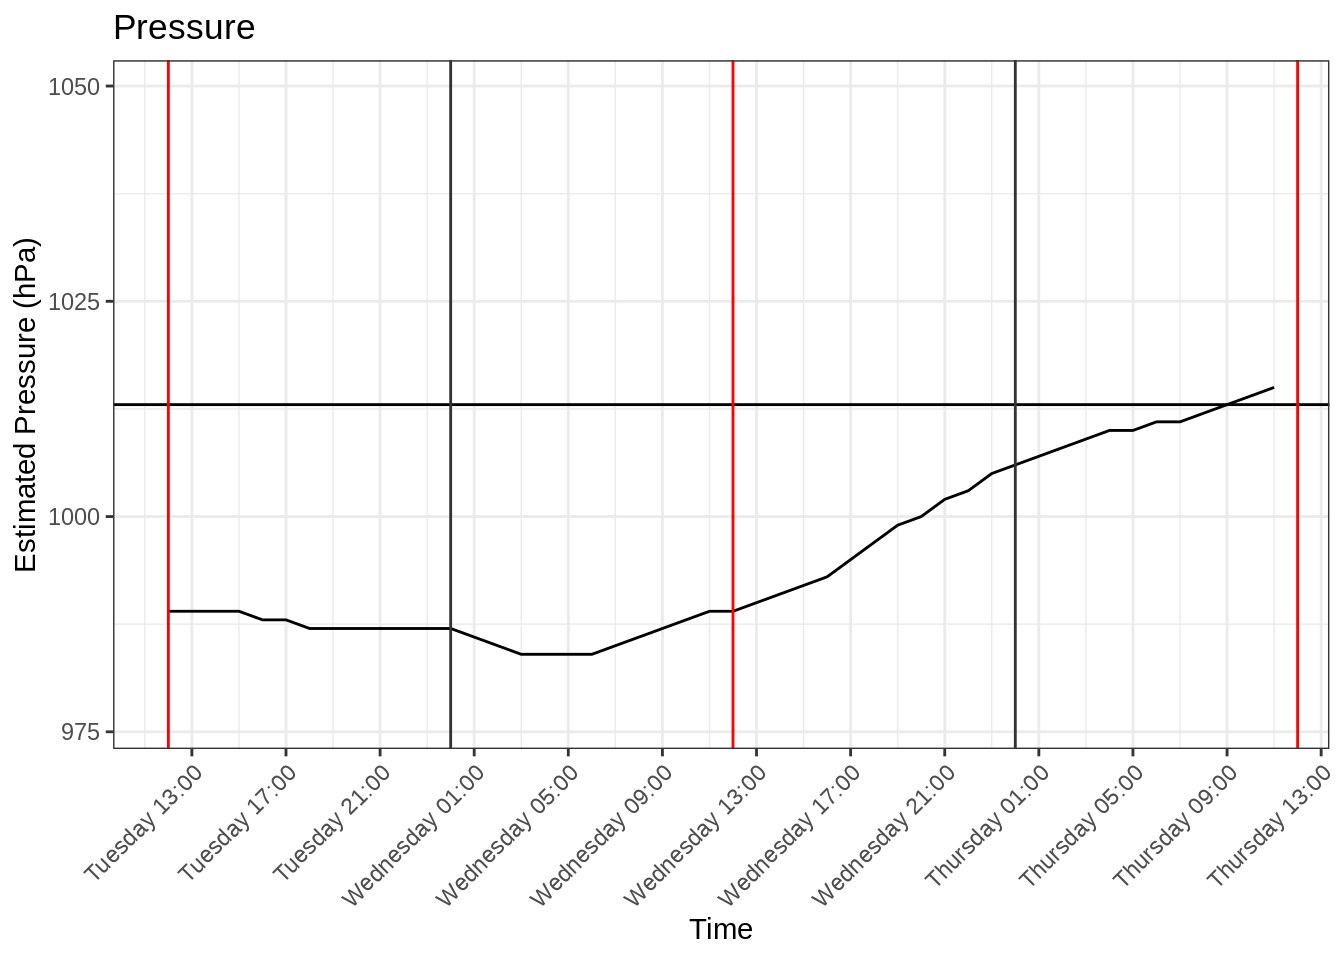 Pressure
Estimated Pressure (hPa)
1050
1025
1000
975
Tuesday 13:00
Tuesday 17:00
Tuesday 21:00
Wednesday 01:00
Wednesday 05:00
Wednesday 09:00
Wednesday 13:00
Wednesday 17:00
Wednesday 21:00
Thursday 01:00
Thursday 05:00
Thursday 09:00
Thursday 13:00
Time